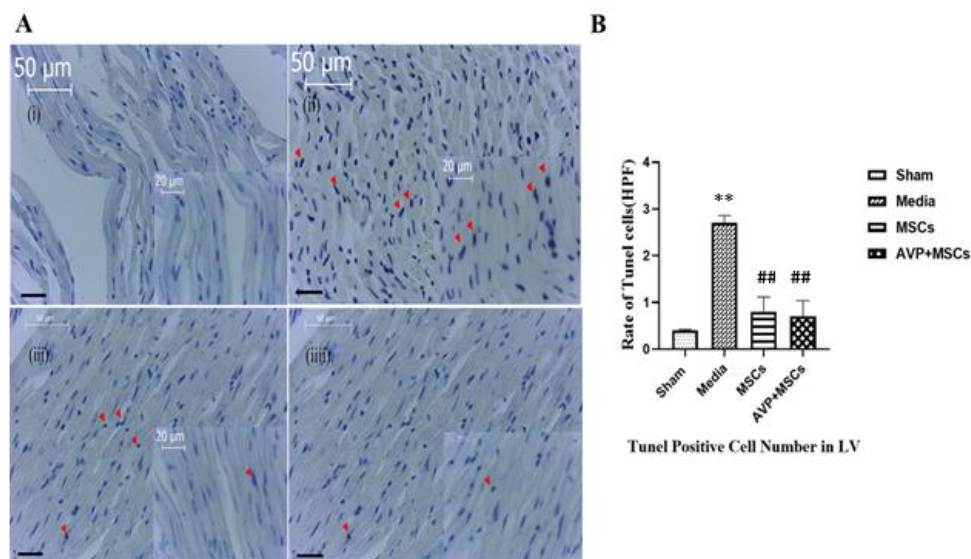 A
50 µm
(i)
20 µm
50 µm
(ii)
20 µm
50 µm
(iii)
20 µm
(iiii)
B
Rate of Tunel cells(HPF)
4
3
2
1
0
**
##
##
Sham
Media
MSCs
AVP+MSCs
Sham
Media
MSCs
AVP+MSCs
Tunel Positive Cell Number in LV